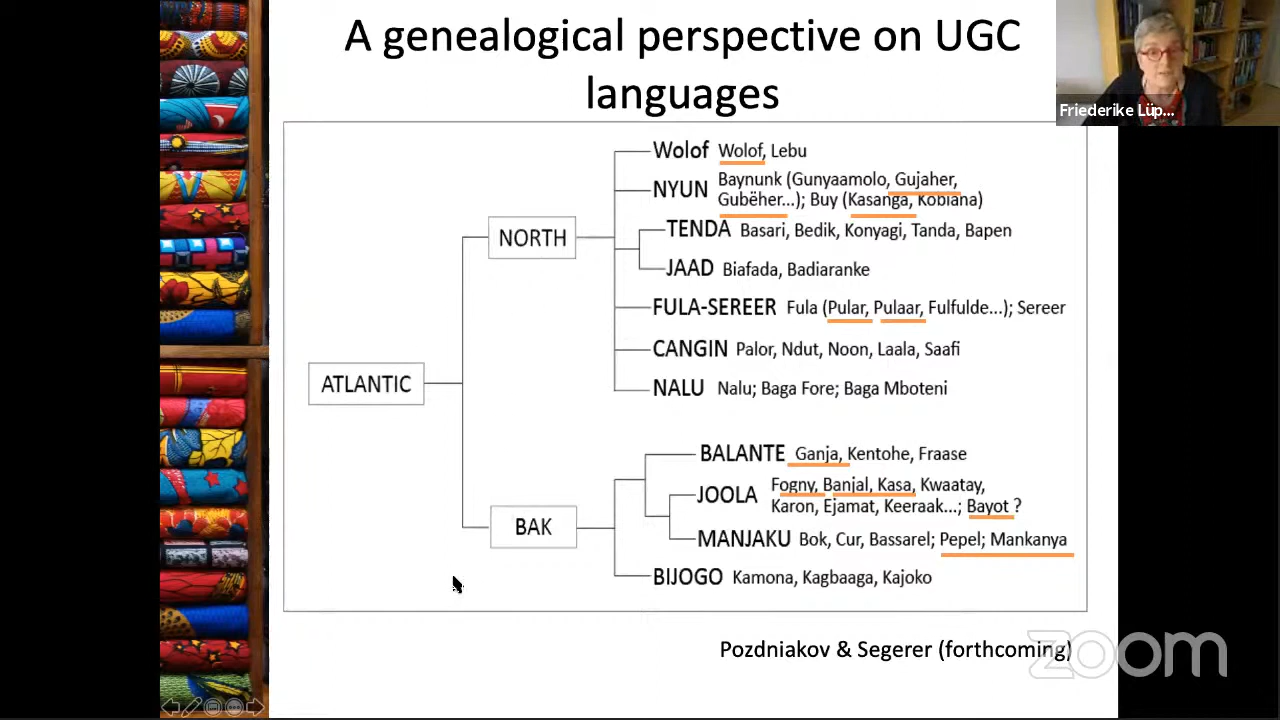 A genealogical perspective on UGC
languages
Friederike Lüp...
Wolof Wolof, Lebu
NYUN Baynunk (Gunyaamolo, Gujaher,
Gubëher...); Buy (Kasanga, Kobiana)
TENDA Basari, Bedik, Konyagi, Tanda, Bapen
NORTH
JAAD Biafada, Badiaranke
FULA-SEREER Fula (Pular, Pulaar, Fulfulde...); Sereer
CANGIN Palor, Ndut, Noon, Laala, Saafi
ATLANTIC
NALU Nalu; Baga Fore; Baga Mboteni
BALANTE Ganja, Kentohe, Fraase
JOOLA Fogny, Banjal, Kasa, Kwaatay,
Karon, Ejamat, Keeraak...; Bayot ?
BAK
MANJAKU Bok, Cur, Bassarel; Pepel; Mankanya
BIJOGO Kamona, Kagbaaga, Kajoko
Pozdniakov & Segerer (forthcoming)
zoom